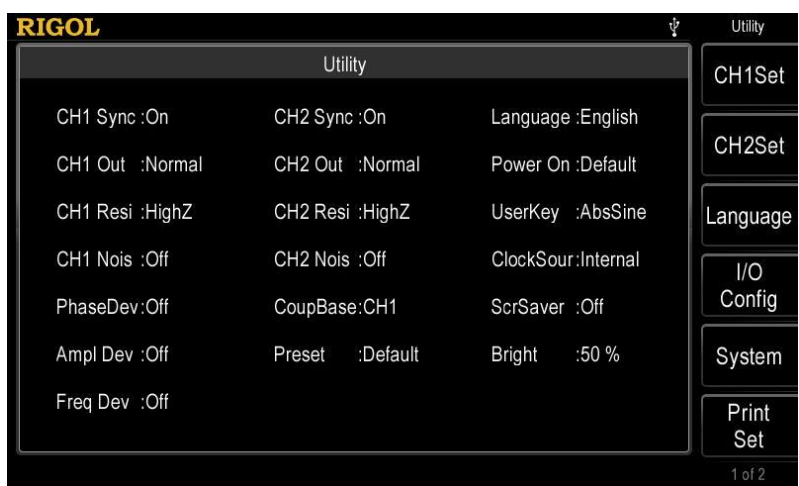 RIGOL
Utility
Utility
CH1Set
CH1 Sync :On CH2 Sync :On Language :English
CH2Set
CH1 Out :Normal CH2 Out :Normal Power On :Default
CH1 Resi :HighZ CH2 Resi :HighZ UserKey :AbsSine
Language
CH1 Nois :Off CH2 Nois :Off ClockSour:Internal
I/O
Config
PhaseDev:Off CoupBase:CH1 ScrSaver :Off
Ampl Dev :Off Preset :Default Bright :50 %
System
Freq Dev :Off
Print
Set
1 of 2